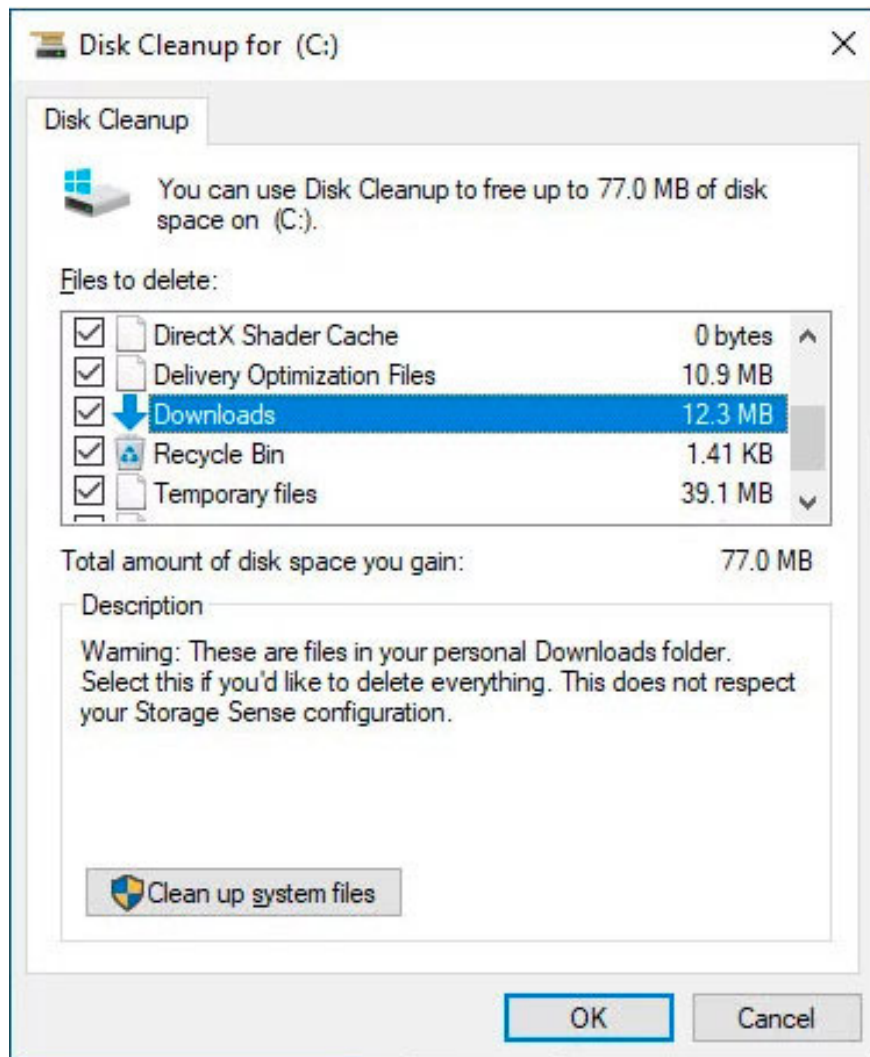 Disk Cleanup for (C:)
Disk Cleanup
You can use Disk Cleanup to free up to 77.0 MB of disk
space on (C:).
Files to delete:
DirectX Shader Cache 0 bytes
Delivery Optimization Files 10.9 MB
Downloads 12.3 MB
Recycle Bin 1.41 KB
Temporary files 39.1 MB
Total amount of disk space you gain: 77.0 MB
Description
Warning: These are files in your personal Downloads folder.
Select this if you'd like to delete everything. This does not respect
your Storage Sense configuration.
Clean up system files
OK Cancel